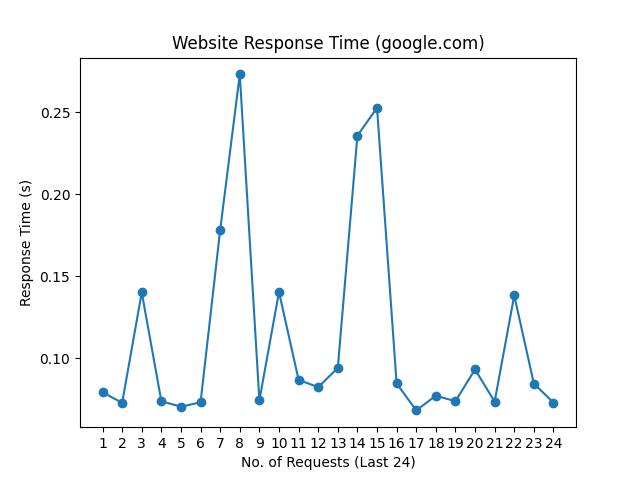 Website Response Time (google.com)
Response Time (s)
0.25
0.20
0.15
0.10
1 2 3 4 5 6 7 8 9 10 11 12 13 14 15 16 17 18 19 20 21 22 23 24
No. of Requests (Last 24)